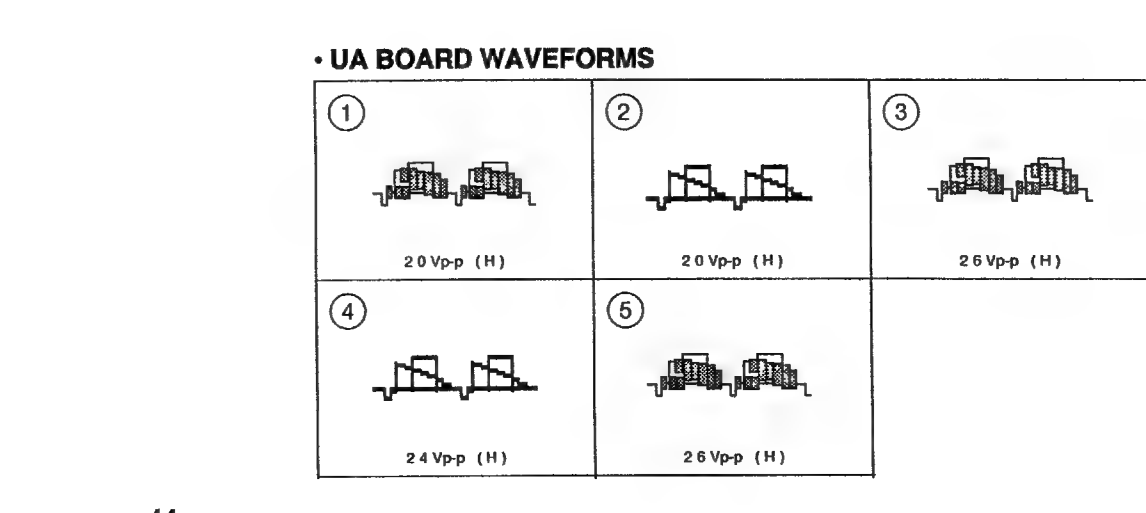 • UA BOARD WAVEFORMS
1 2 3
20Vp-p (H) 20Vp-p (H) 26Vp-p (H)
4 5
24Vp-p (H) 26Vp-p (H)